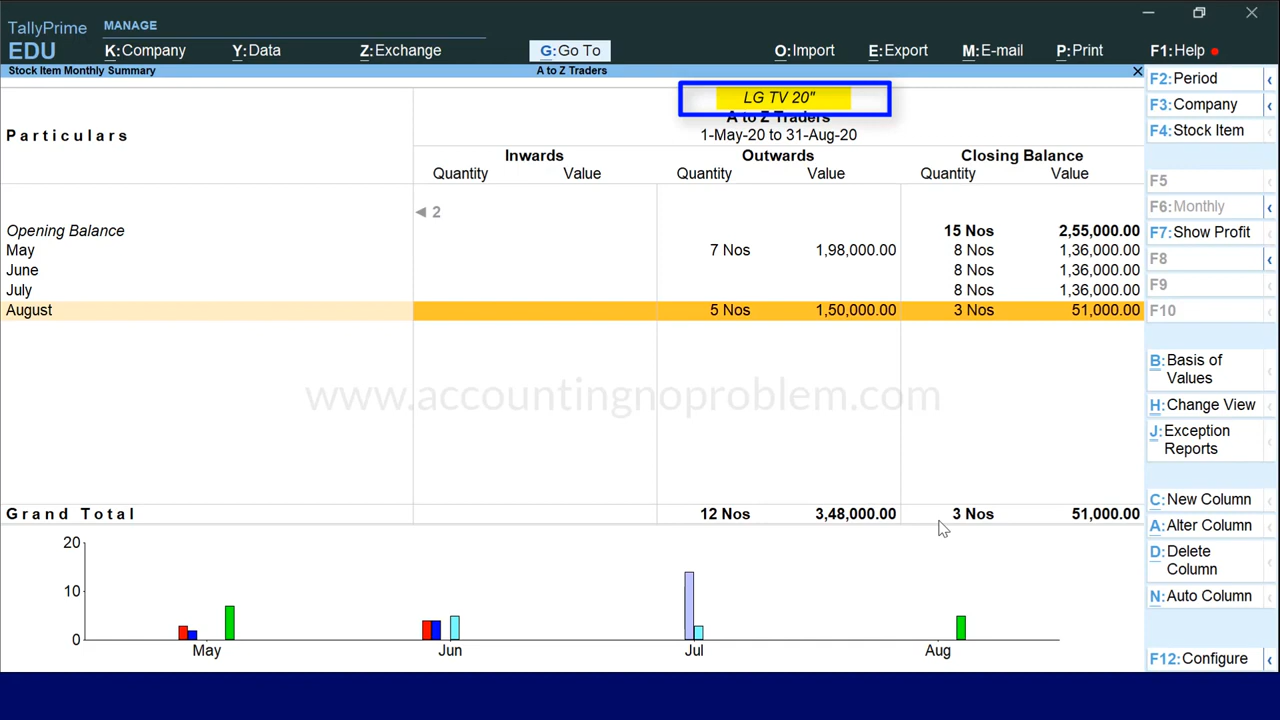 TallyPrime MANAGE
EDU K:Company Y:Data Z:Exchange G:Go To O:Import E:Export M:E-mail P:Print F1:Help
Stock Item Monthly Summary A to Z Traders
LG TV 20"
A to Z Traders
1-May-20 to 31-Aug-20
Particulars
Inwards Outwards Closing Balance
Quantity Value Quantity Value Quantity Value
2
Opening Balance 15 Nos 2,55,000.00
May 7 Nos 1,98,000.00 8 Nos 1,36,000.00
June 8 Nos 1,36,000.00
July 8 Nos 1,36,000.00
August 5 Nos 1,50,000.00 3 Nos 51,000.00
www.accountingnoproblem.com
Grand Total 12 Nos 3,48,000.00 3 Nos 51,000.00
20
10
0
May Jun Jul Aug
F2:Period
F3:Company
F4:Stock Item
F5
F6:Monthly
F7:Show Profit
F8
F9
F10
B:Basis of
Values
H:Change View
J:Exception
Reports
C:New Column
A:Alter Column
D:Delete
Column
N:Auto Column
F12:Configure